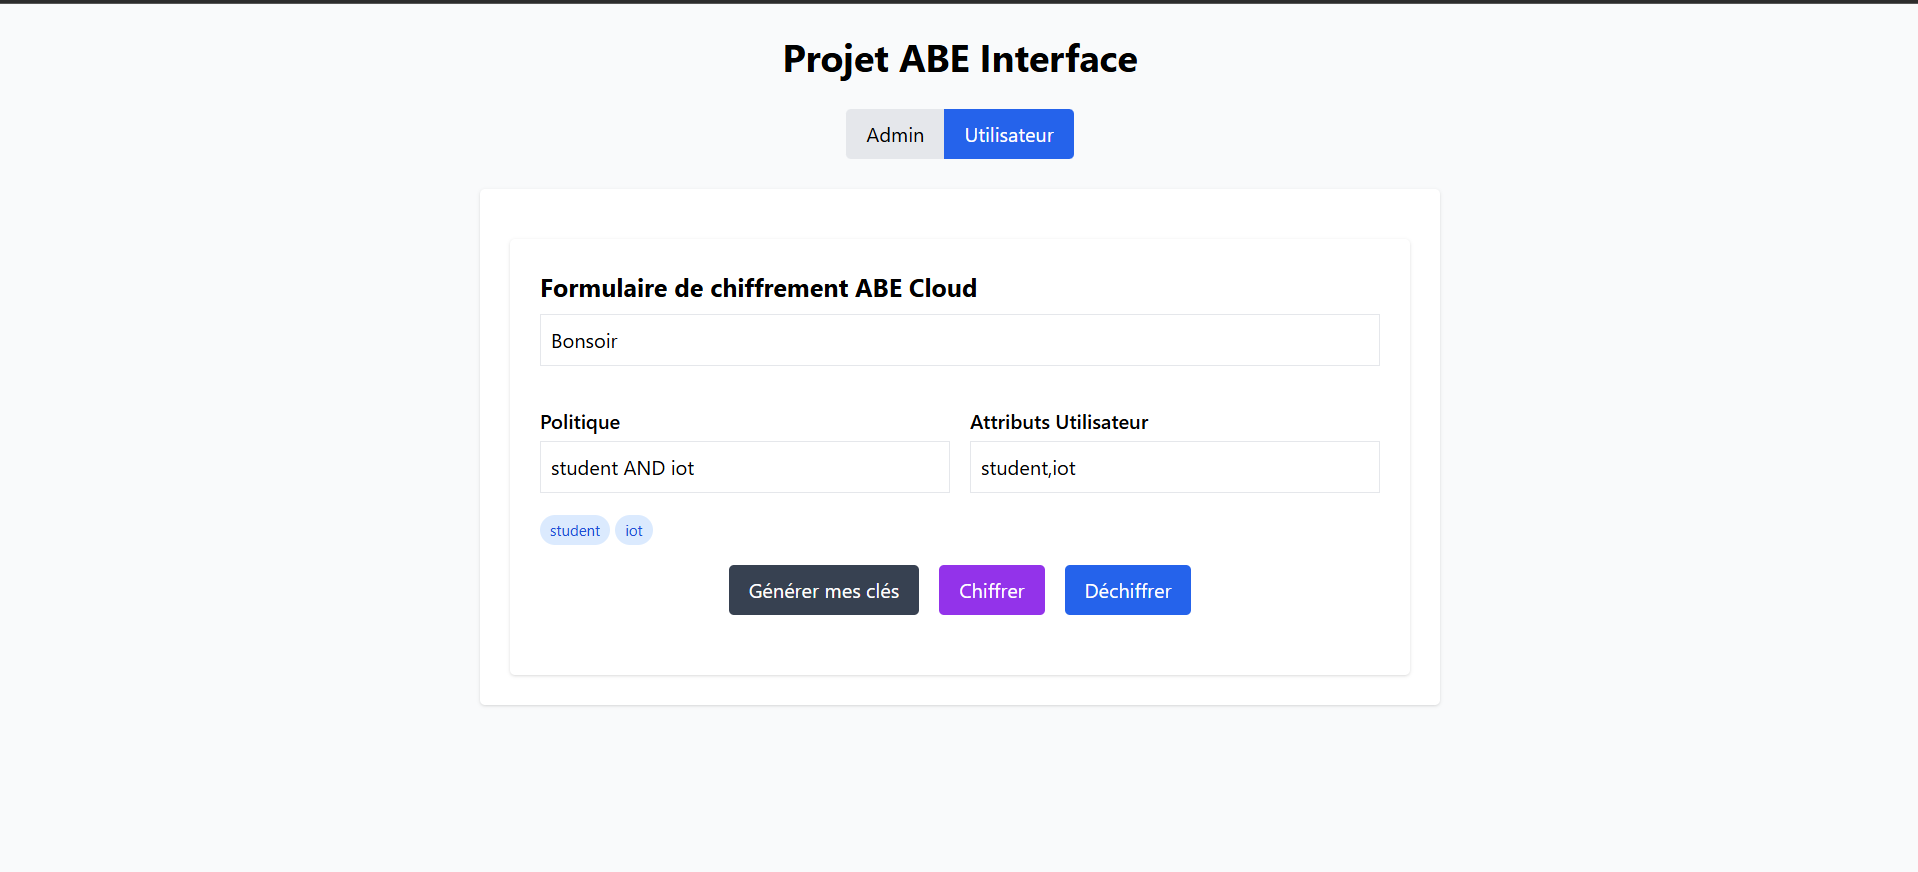 Projet ABE Interface
Admin Utilisateur
Formulaire de chiffrement ABE Cloud
Bonsoir
Politique Attributs Utilisateur
student AND iot student,iot
student iot
Générer mes clés Chiffrer Déchiffrer